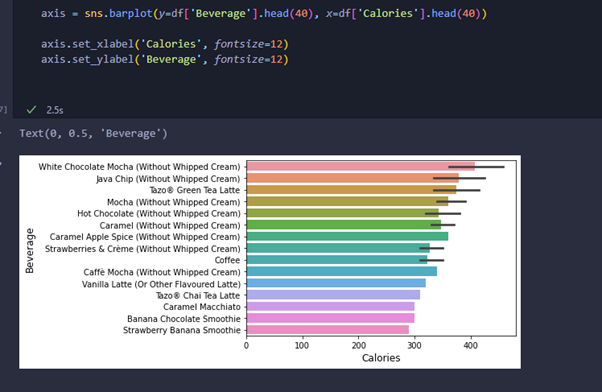 axis = sns.barplot(y=df['Beverage'].head(40), x=df['Calories'].head(40))
axis.set_xlabel('Calories', fontsize=12)
axis.set_ylabel('Beverage', fontsize=12)
7]
✓ 2.5s
Text(0, 0.5, 'Beverage')
White Chocolate Mocha (Without Whipped Cream)
Java Chip (Without Whipped Cream)
Tazo® Green Tea Latte
Mocha (Without Whipped Cream)
Hot Chocolate (Without Whipped Cream)
Caramel (Without Whipped Cream)
Caramel Apple Spice (Without Whipped Cream)
Strawberries & Crème (Without Whipped Cream)
Coffee
Caffè Mocha (Without Whipped Cream)
Vanilla Latte (Or Other Flavoured Latte)
Tazo® Chai Tea Latte
Caramel Macchiato
Banana Chocolate Smoothie
Strawberry Banana Smoothie
Beverage
0 100 200 300 400
Calories